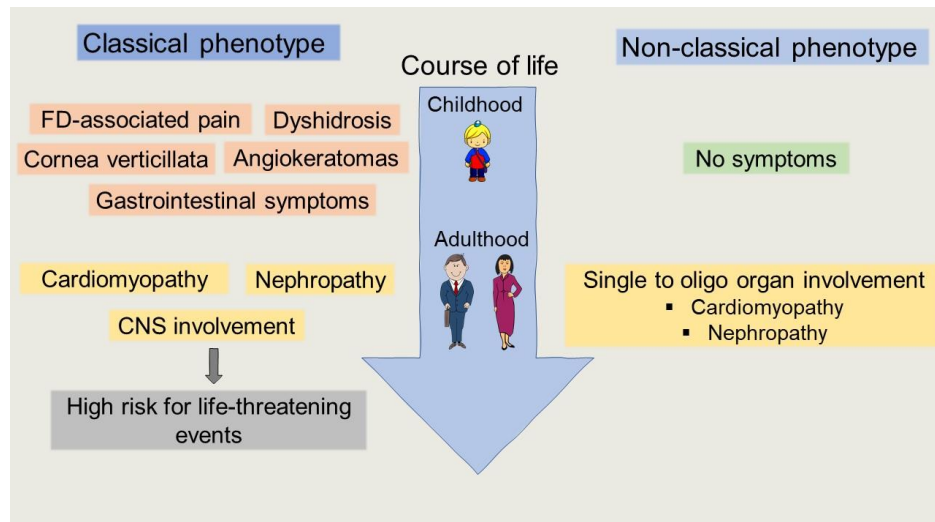 Classical phenotype
Non-classical phenotype
Course of life
Childhood
FD-associated pain
Dyshidrosis
Cornea verticillata
Angiokeratomas
Gastrointestinal symptoms
No symptoms
Adulthood
Cardiomyopathy
Nephropathy
CNS involvement
Single to oligo organ involvement
▪ Cardiomyopathy
▪ Nephropathy
High risk for life-threatening
events